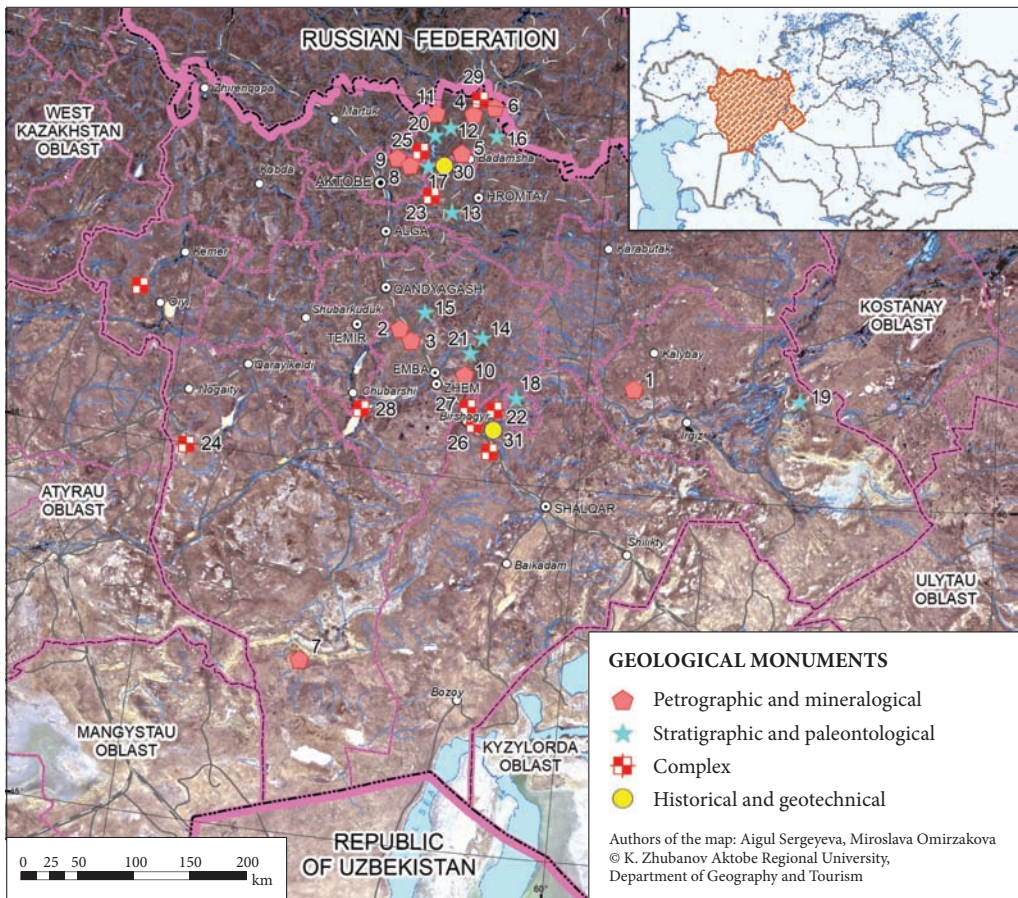 RUSSIAN FEDERATION
WEST
KAZAKHSTAN
OBLAST
Zhirenqopa
Martuk
29
11
4
6
20
12
16
25
5
Badamsha
9
8
30
AKTOBE
Kobda
17
HROMTAY
23
13
ALGA
Kemer
Karabutak
Oiyl
QANDYAGASH
KOSTANAY
OBLAST
Shubarkuduk
15
TEMIR
2
3
14
21
Kalybay
Qarayikeldi
EMBA
10
ZHEM
1
Nogaity
Chubarshi
18
19
28
27
22
Birshogyr
Irgiz
24
26
31
ATYRAU
OBLAST
SHALQAR
Shilikty
Baikadam
ULYTAU
OBLAST
7
Bozoy
MANGYSTAU
OBLAST
KYZYLORDA
OBLAST
REPUBLIC
OF UZBEKISTAN
60°
0 25 50 100 150 200
km
GEOLOGICAL MONUMENTS
Petrographic and mineralogical
Stratigraphic and paleontological
Complex
Historical and geotechnical
Authors of the map: Aigul Sergeyeva, Miroslava Omirzakova
© K. Zhubanov Aktobe Regional University,
Department of Geography and Tourism